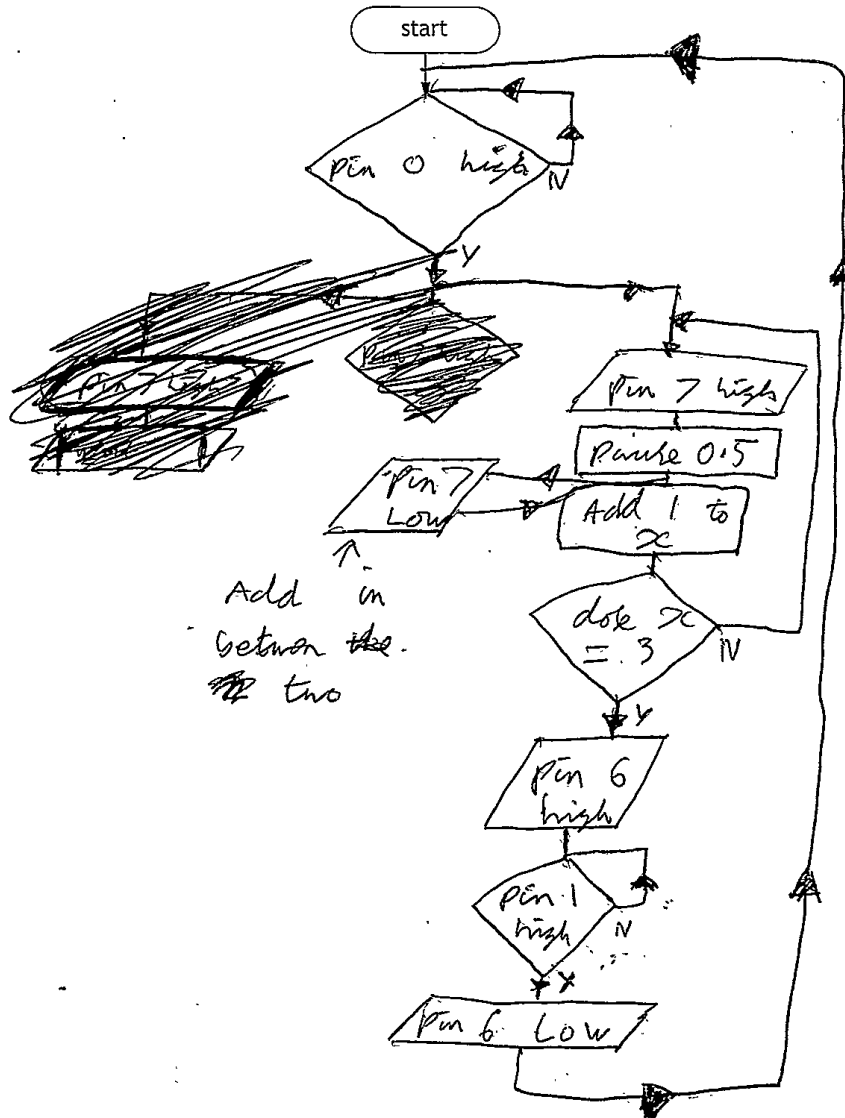 start
Pin 0 high
N
Y
Pin 7 high
Pause 0.5
Pin 7
Low
Add 1 to
x
Add in
between the
two
dose x
= 3
N
Y
Pin 6
high
Pin 1
high
N
Y
Pin 6 Low